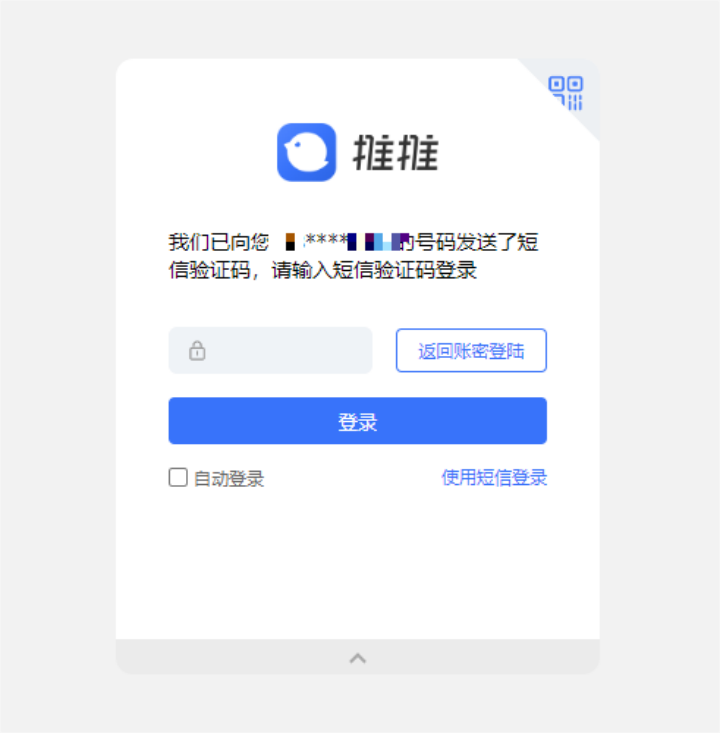 推推
我们已向您 ****的号码发送了短
信验证码，请输入短信验证码登录
返回账密登陆
登录
自动登录
使用短信登录